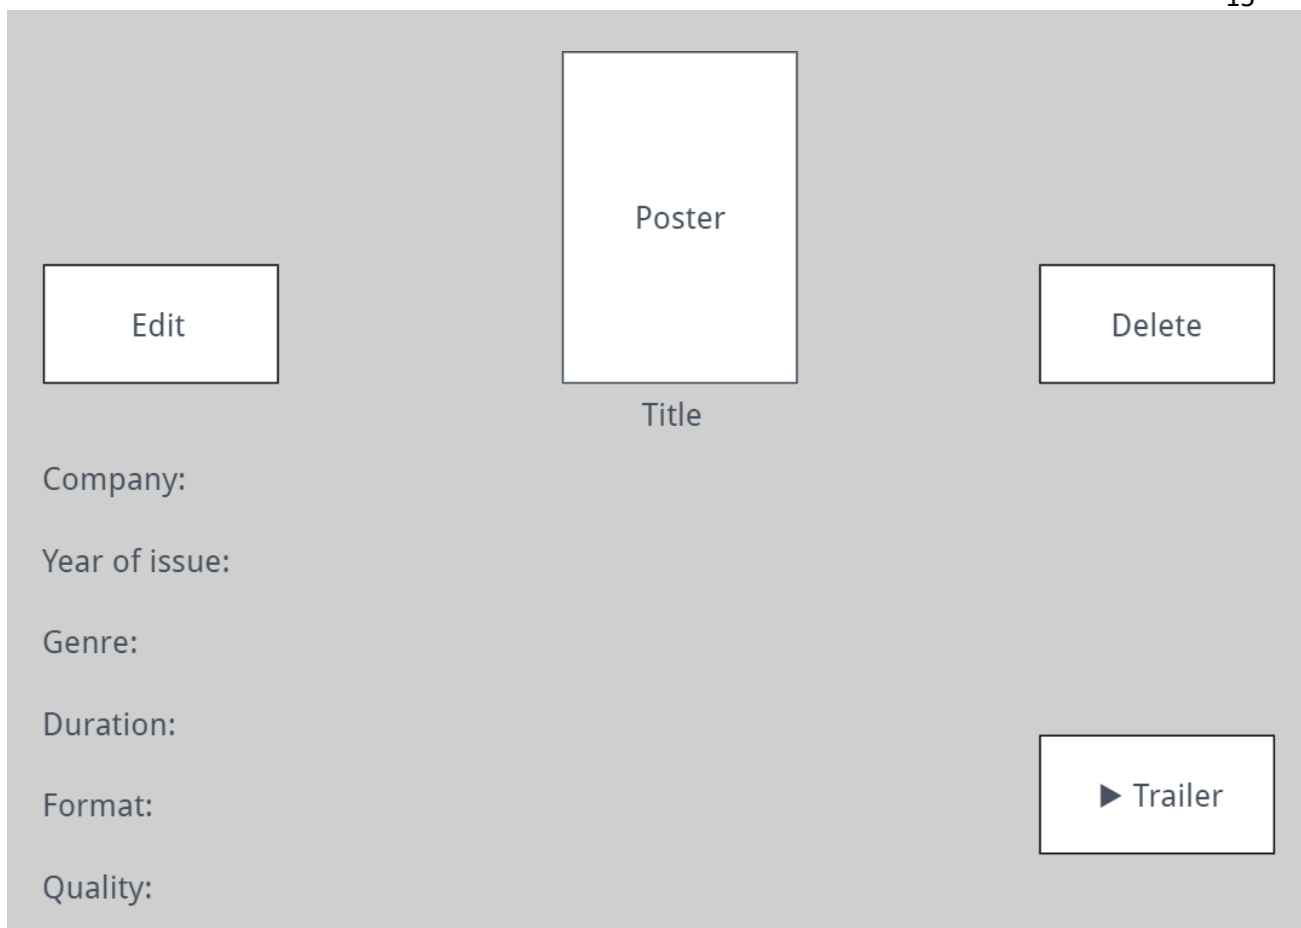 Poster
Edit
Delete
Title
Company:
Year of issue:
Genre:
Duration:
Format:
▶ Trailer
Quality: